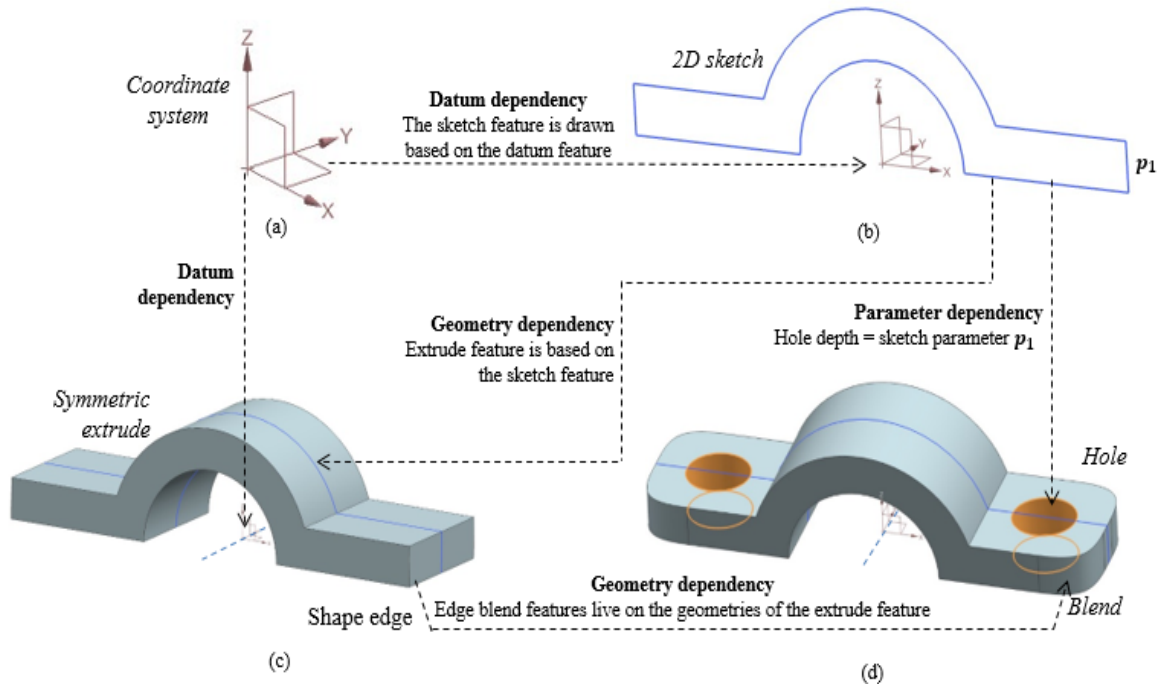 Z
Coordinate
system
Y
X
(a)
Datum dependency
The sketch feature is drawn
based on the datum feature
2D sketch
Z
Y
X
p1
(b)
Datum
dependency
Geometry dependency
Extrude feature is based on
the sketch feature
Parameter dependency
Hole depth = sketch parameter p1
Symmetric
extrude
Hole
Geometry dependency
Edge blend features live on the geometries of the extrude feature
Shape edge
Blend
(c)
(d)